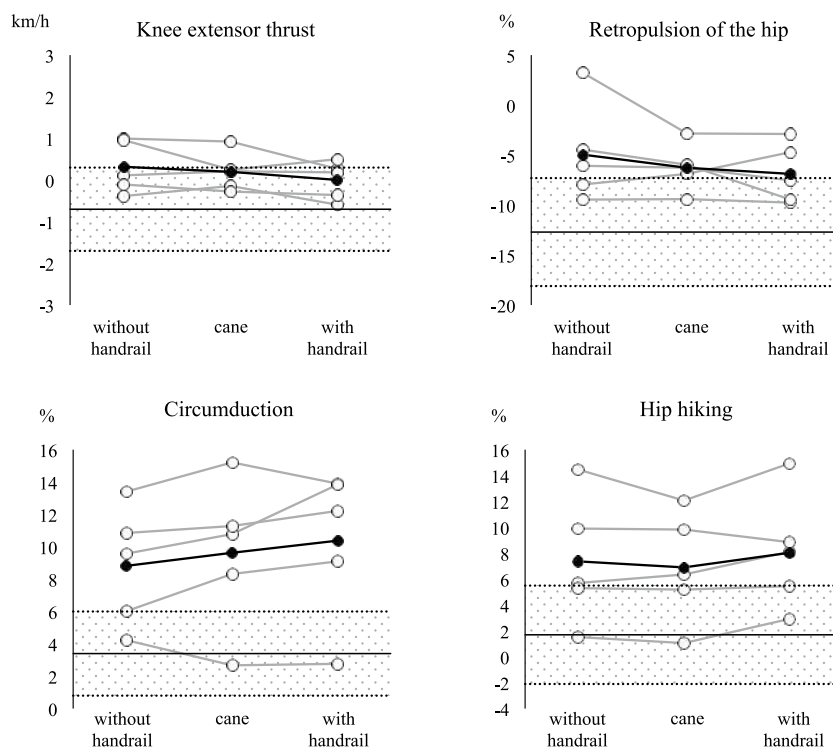 km/h
Knee extensor thrust
3
2
1
0
-1
-2
-3
without handrail
cane
with handrail
%
Retropulsion of the hip
5
0
-5
-10
-15
-20
without handrail
cane
with handrail
%
Circumduction
16
14
12
10
8
6
4
2
0
without handrail
cane
with handrail
%
Hip hiking
16
14
12
10
8
6
4
2
0
-2
-4
without handrail
cane
with handrail